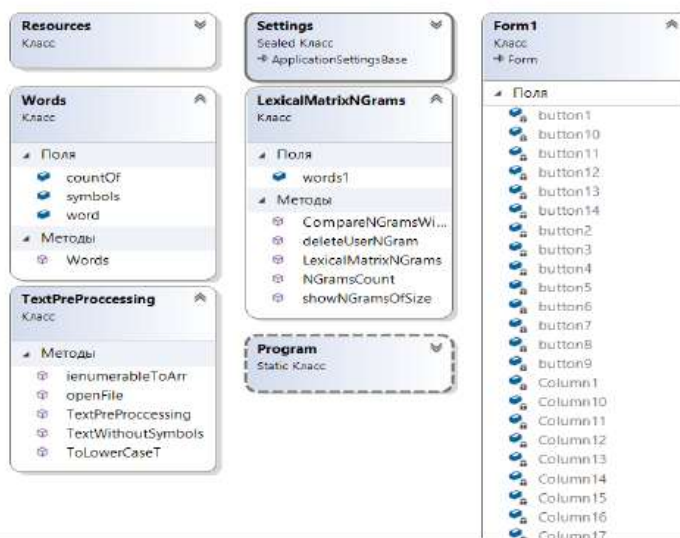 Resources
Класс
Words
Класс
Поля
countOf
symbols
word
Методы
Words
TextPreProccessing
Класс
Методы
ienumerableToArr
openFile
TextPreProccessing
TextWithoutSymbols
ToLowerCaseT
Settings
Sealed Класс
ApplicationSettingsBase
LexicalMatrixNGrams
Класс
Поля
words1
Методы
CompareNGramsWi...
deleteUserNGram
LexicalMatrixNGrams
NGramsCount
showNGramsOfSize
Program
Static Класс
Form1
Класс
Form
Поля
button1
button10
button11
button12
button13
button14
button2
button3
button4
button5
button6
button7
button8
button9
Column1
Column10
Column11
Column12
Column13
Column14
Column15
Column16
Column17